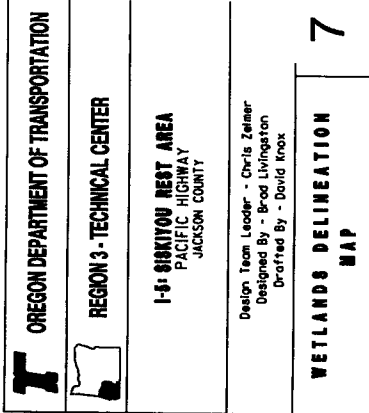 OREGON DEPARTMENT OF TRANSPORTATION
REGION 3 - TECHNICAL CENTER
I-5: SISKIYOU REST AREA
PACIFIC HIGHWAY
JACKSON COUNTY
Design Team Leader - Chris Zelmer
Designed By - Brad Livingston
Drafted By - David Knox
WETLANDS DELINEATION
MAP
7